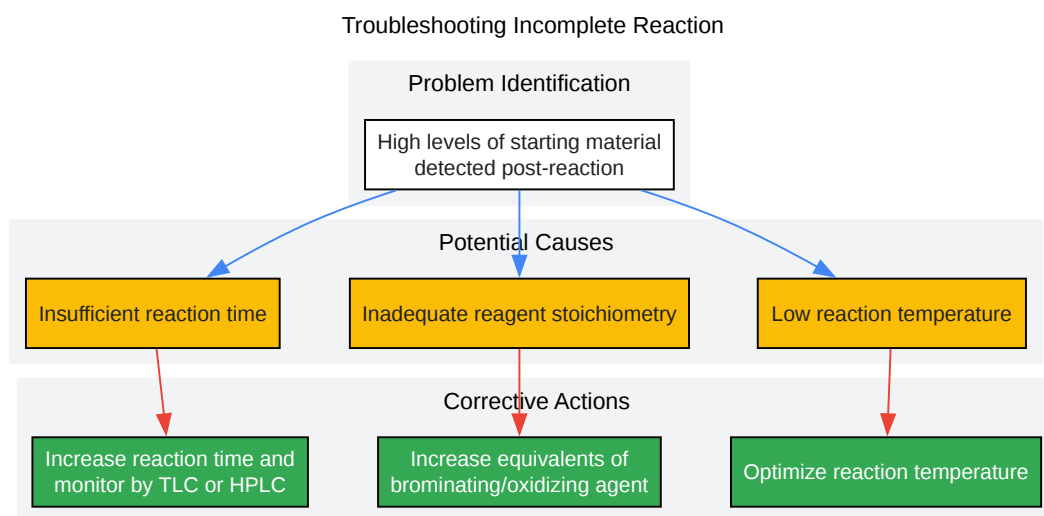 Troubleshooting Incomplete Reaction
Problem Identification
High levels of starting material
detected post-reaction
Potential Causes
Insufficient reaction time
Inadequate reagent stoichiometry
Low reaction temperature
Corrective Actions
Increase reaction time and
monitor by TLC or HPLC
Increase equivalents of
brominating/oxidizing agent
Optimize reaction temperature